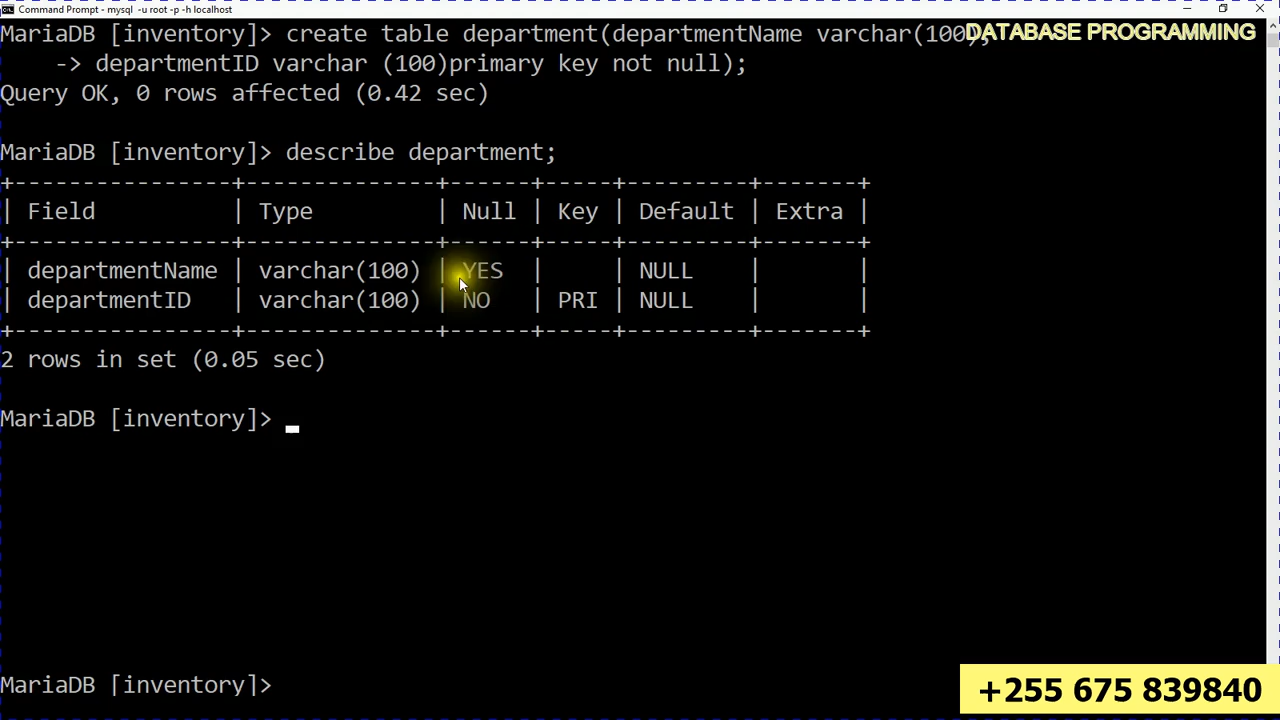 Command Prompt - mysql -u root -p -h localhost
MariaDB [inventory]> create table department(departmentName varchar(100),
DATABASE PROGRAMMING
-> departmentID varchar (100)primary key not null);
Query OK, 0 rows affected (0.42 sec)
MariaDB [inventory]> describe department;
+-----------------+--------------+------+-----+---------+-------+
| Field | Type | Null | Key | Default | Extra |
+-----------------+--------------+------+-----+---------+-------+
| departmentName | varchar(100) | YES | | NULL | |
| departmentID | varchar(100) | NO | PRI | NULL | |
+-----------------+--------------+------+-----+---------+-------+
2 rows in set (0.05 sec)
MariaDB [inventory]>
MariaDB [inventory]>
+255 675 839840